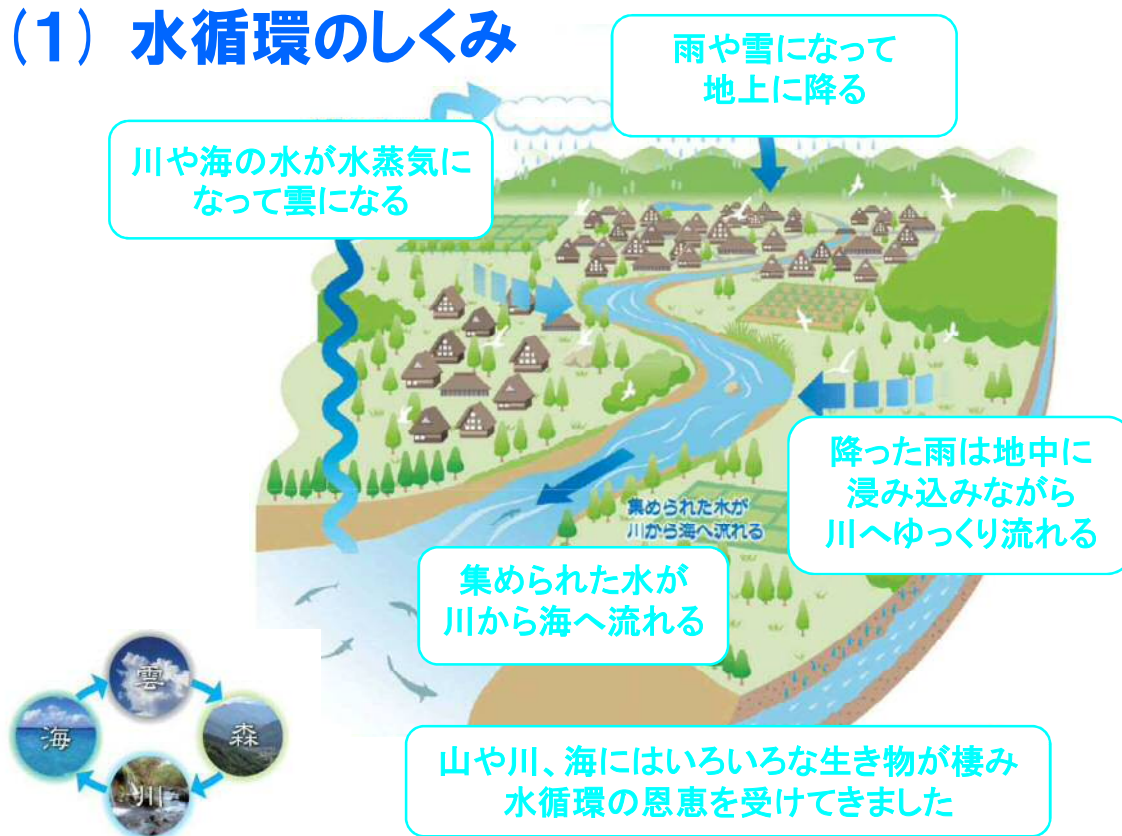 (1) 水循環のしくみ
雨や雪になって
地上に降る
川や海の水が水蒸気に
なって雲になる
降った雨は地中に
浸み込みながら
川へゆっくり流れる
集められた水が
川から海へ流れる
集められた水が
川から海へ流れる
雲
海
森
川
山や川、海にはいろいろな生き物が棲み
水循環の恩恵を受けてきました